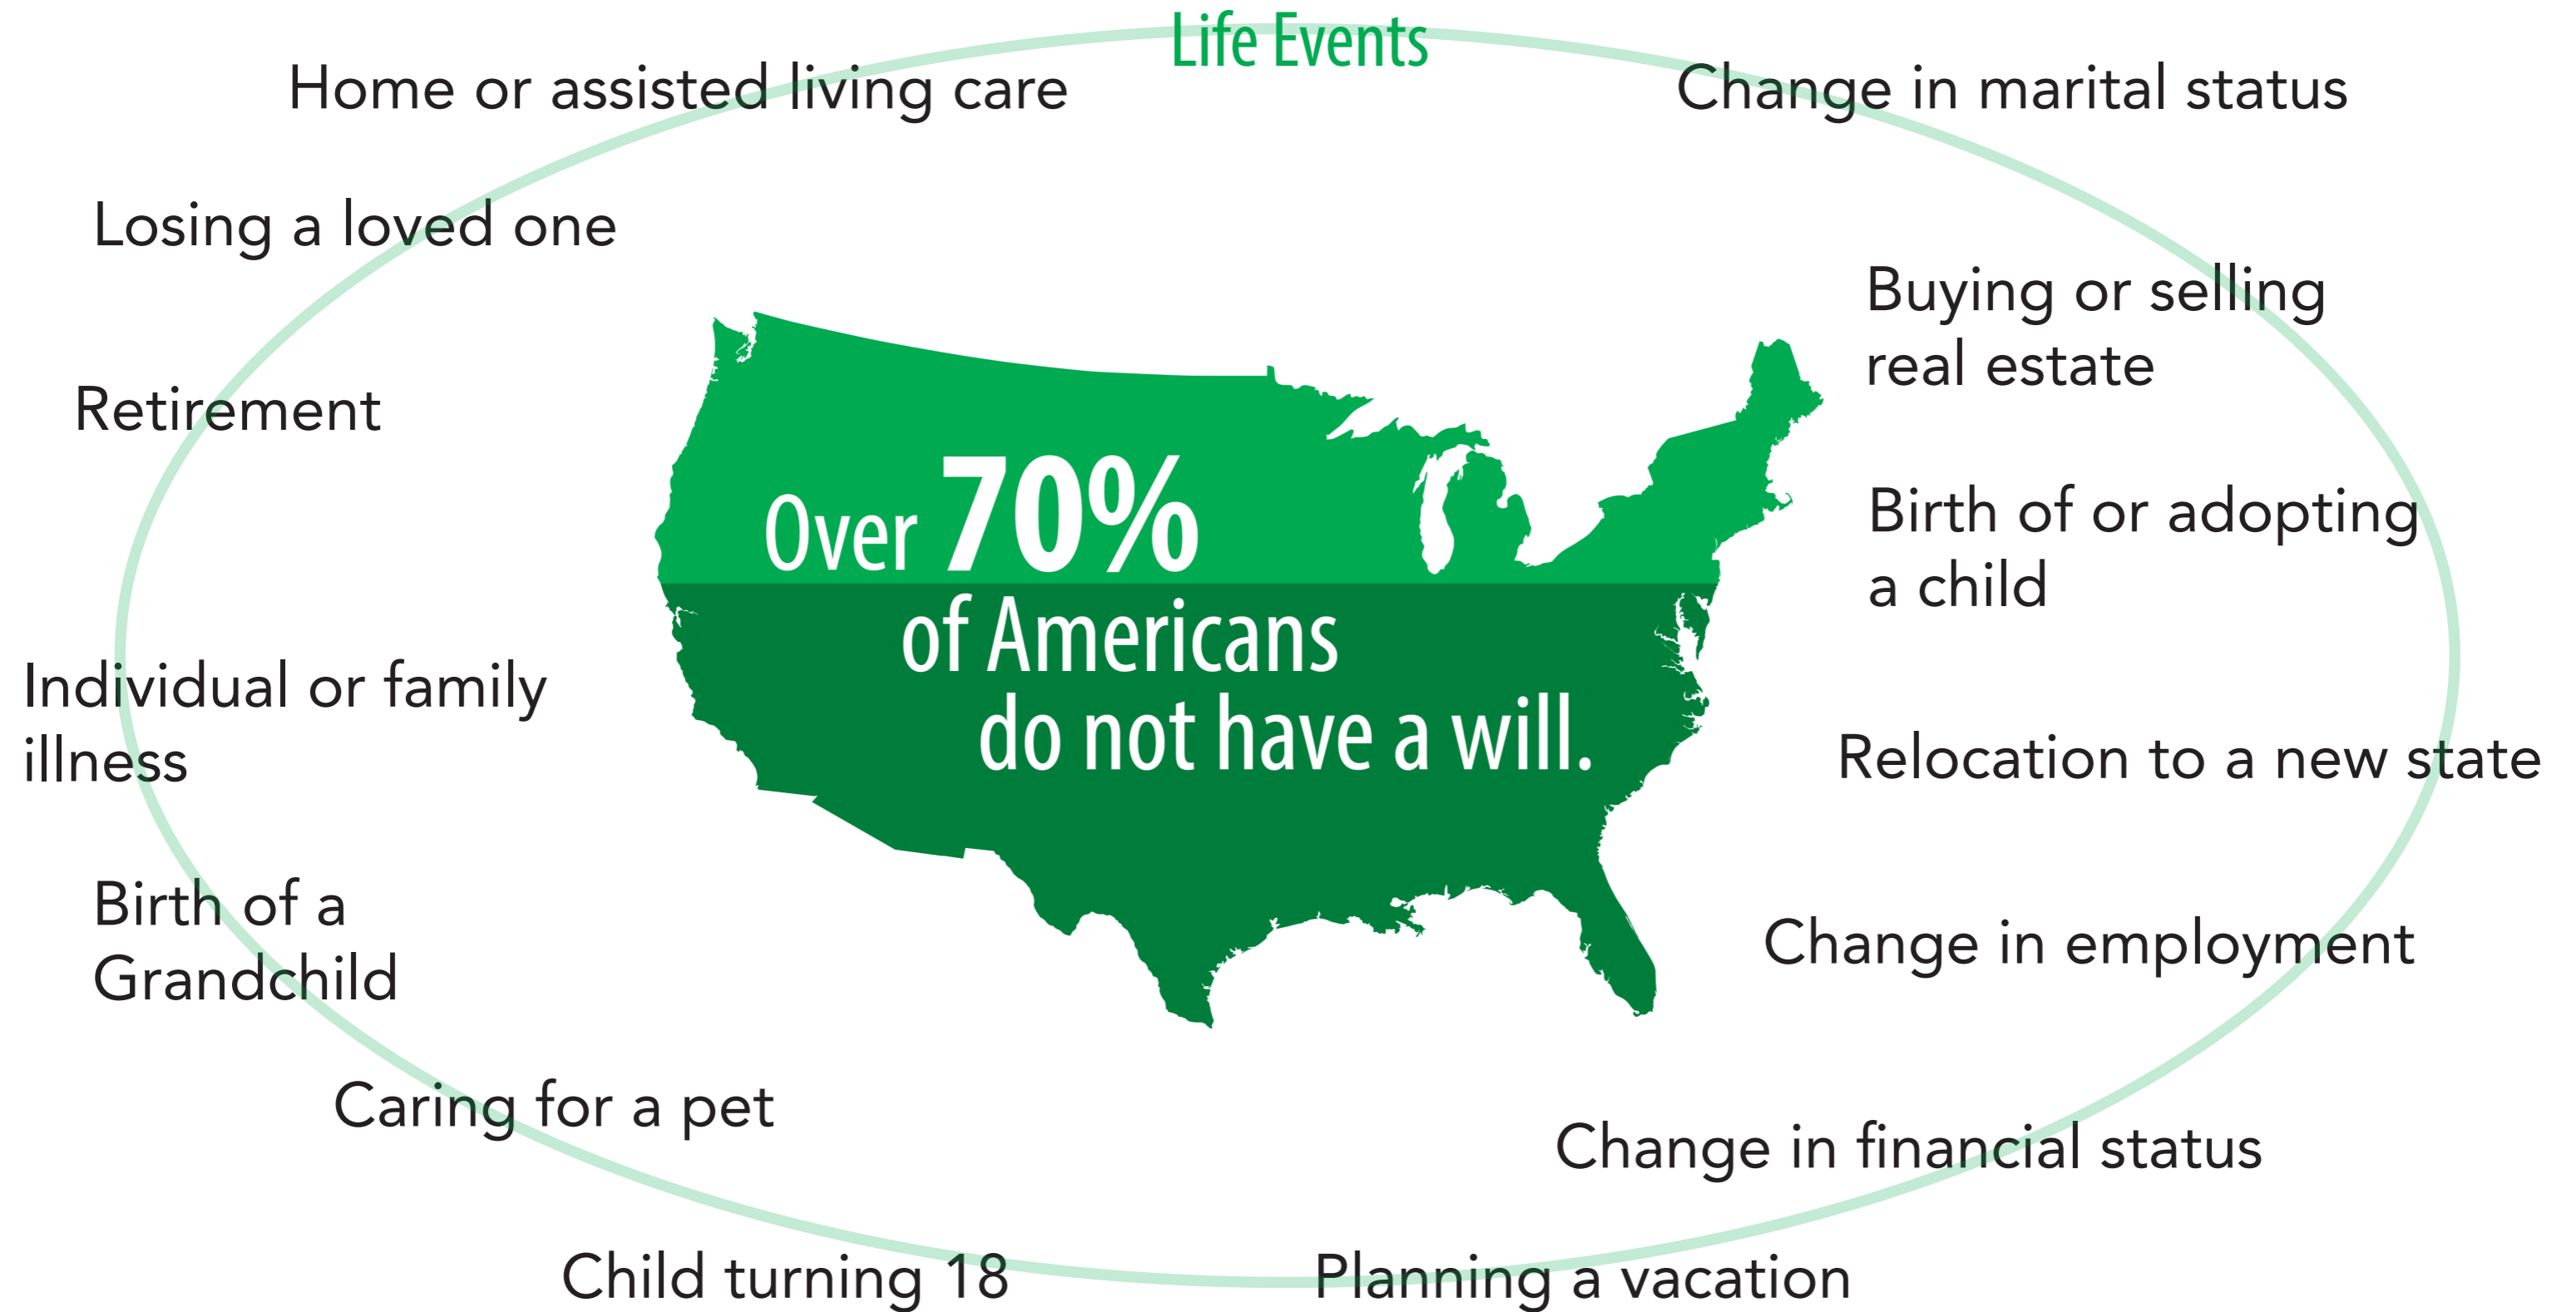 Life Events
Home or assisted living care
Change in marital status
Losing a loved one
Buying or selling
real estate
Retirement
Over 70%
of Americans
do not have a will.
Birth of or adopting
a child
Individual or family
illness
Relocation to a new state
Birth of a
Grandchild
Change in employment
Caring for a pet
Change in financial status
Child turning 18
Planning a vacation